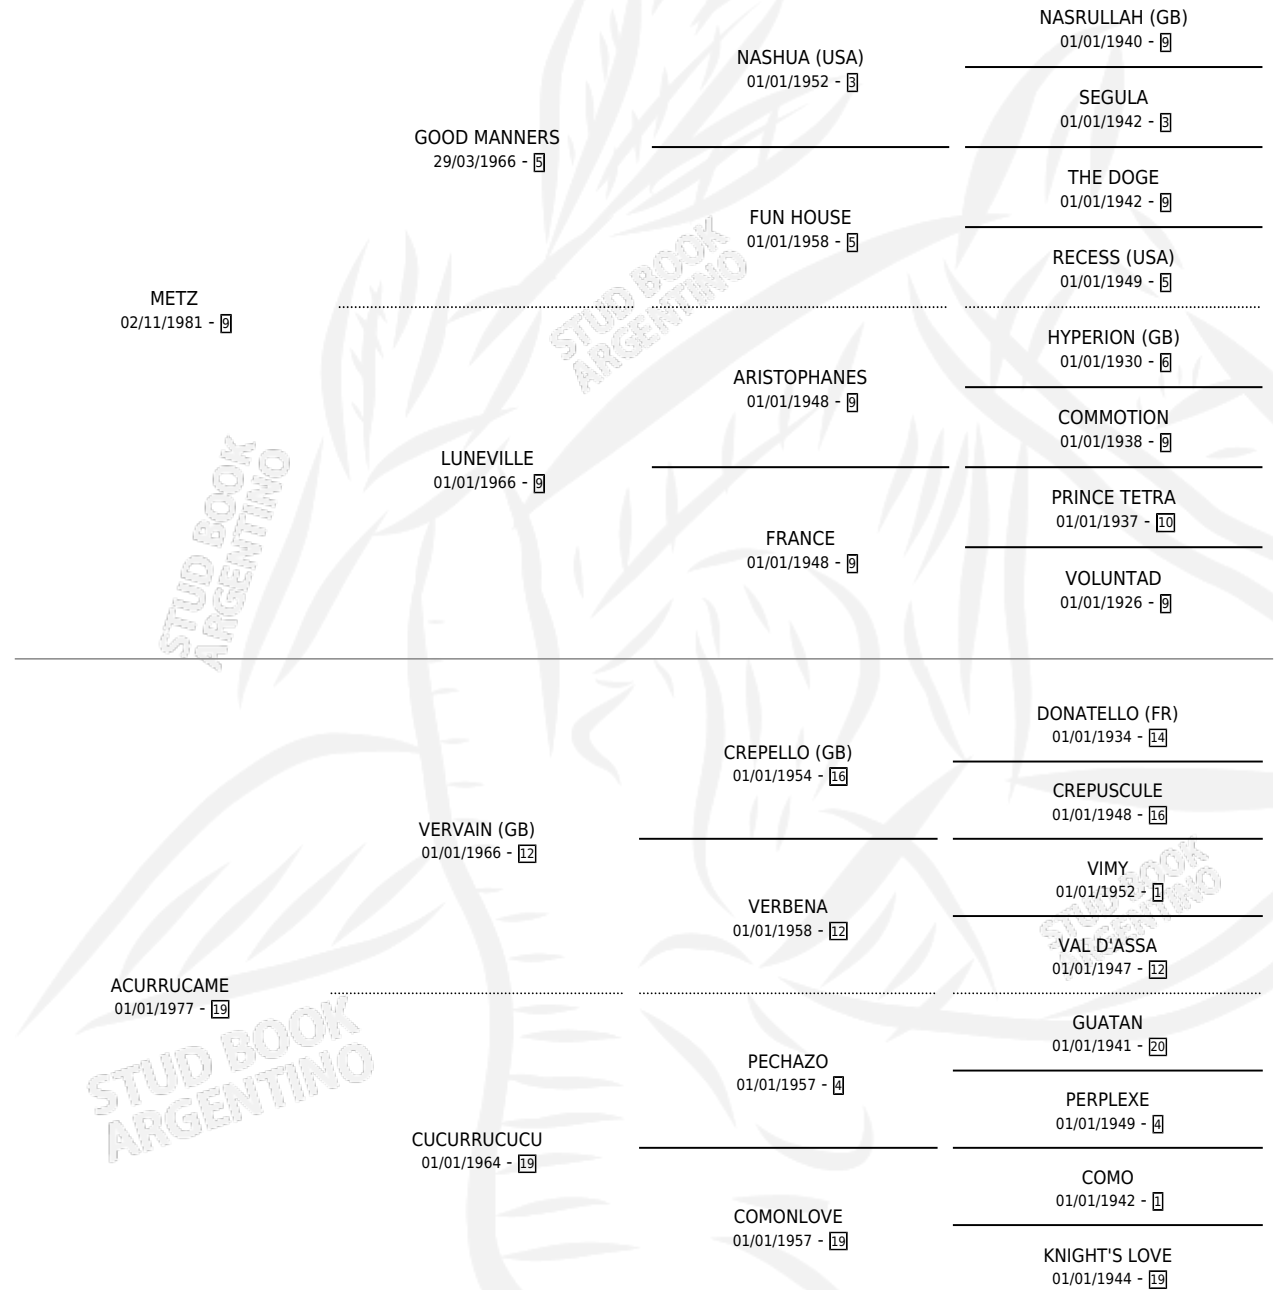 NASRULLAH (GB)
01/01/1940 - 9
NASHUA (USA)
01/01/1952 - 3
SEGULA
01/01/1942 - 3
GOOD MANNERS
29/03/1966 - 5
THE DOGE
01/01/1942 - 9
FUN HOUSE
01/01/1958 - 5
RECESS (USA)
01/01/1949 - 5
METZ
02/11/1981 - 9
HYPERION (GB)
01/01/1930 - 6
ARISTOPHANES
01/01/1948 - 9
COMMOTION
01/01/1938 - 9
LUNEVILLE
01/01/1966 - 9
PRINCE TETRA
01/01/1937 - 10
FRANCE
01/01/1948 - 9
VOLUNTAD
01/01/1926 - 9
DONATELLO (FR)
01/01/1934 - 14
CREPELLO (GB)
01/01/1954 - 16
CREPUSCULE
01/01/1948 - 16
VERVAIN (GB)
01/01/1966 - 12
VIMY
01/01/1952 - 1
VERBENA
01/01/1958 - 12
VAL D'ASSA
01/01/1947 - 12
ACURRUCAME
01/01/1977 - 19
GUATAN
01/01/1941 - 20
PECHAZO
01/01/1957 - 4
PERPLEXE
01/01/1949 - 4
CUCURRUCUCU
01/01/1964 - 19
COMO
01/01/1942 - 1
COMONLOVE
01/01/1957 - 19
KNIGHT'S LOVE
01/01/1944 - 19
STUD BOOK
ARGENTINO
STUD BOOK
ARGENTINO
STUD BOOK
ARGENTINO
STUD BOOK
ARGENTINO